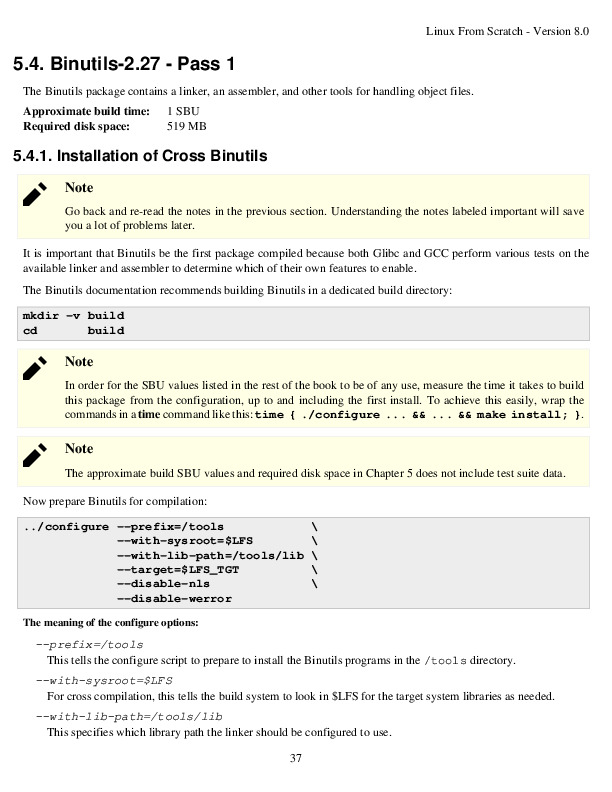 Linux From Scratch - Version 8.0
5.4. Binutils-2.27 - Pass 1
The Binutils package contains a linker, an assembler, and other tools for handling object files.
Approximate build time: 1 SBU
Required disk space: 519 MB
5.4.1. Installation of Cross Binutils
Note
Go back and re-read the notes in the previous section. Understanding the notes labeled important will save
you a lot of problems later.
It is important that Binutils be the first package compiled because both Glibc and GCC perform various tests on the
available linker and assembler to determine which of their own features to enable.
The Binutils documentation recommends building Binutils in a dedicated build directory:
mkdir -v build
cd       build
Note
In order for the SBU values listed in the rest of the book to be of any use, measure the time it takes to build
this package from the configuration, up to and including the first install. To achieve this easily, wrap the
commands in a time command like this: time { ./configure ... && ... && make install; }.
Note
The approximate build SBU values and required disk space in Chapter 5 does not include test suite data.
Now prepare Binutils for compilation:
../configure --prefix=/tools            \
             --with-sysroot=$LFS        \
             --with-lib-path=/tools/lib \
             --target=$LFS_TGT          \
             --disable-nls              \
             --disable-werror
The meaning of the configure options:
--prefix=/tools
This tells the configure script to prepare to install the Binutils programs in the /tools directory.
--with-sysroot=$LFS
For cross compilation, this tells the build system to look in $LFS for the target system libraries as needed.
--with-lib-path=/tools/lib
This specifies which library path the linker should be configured to use.
37